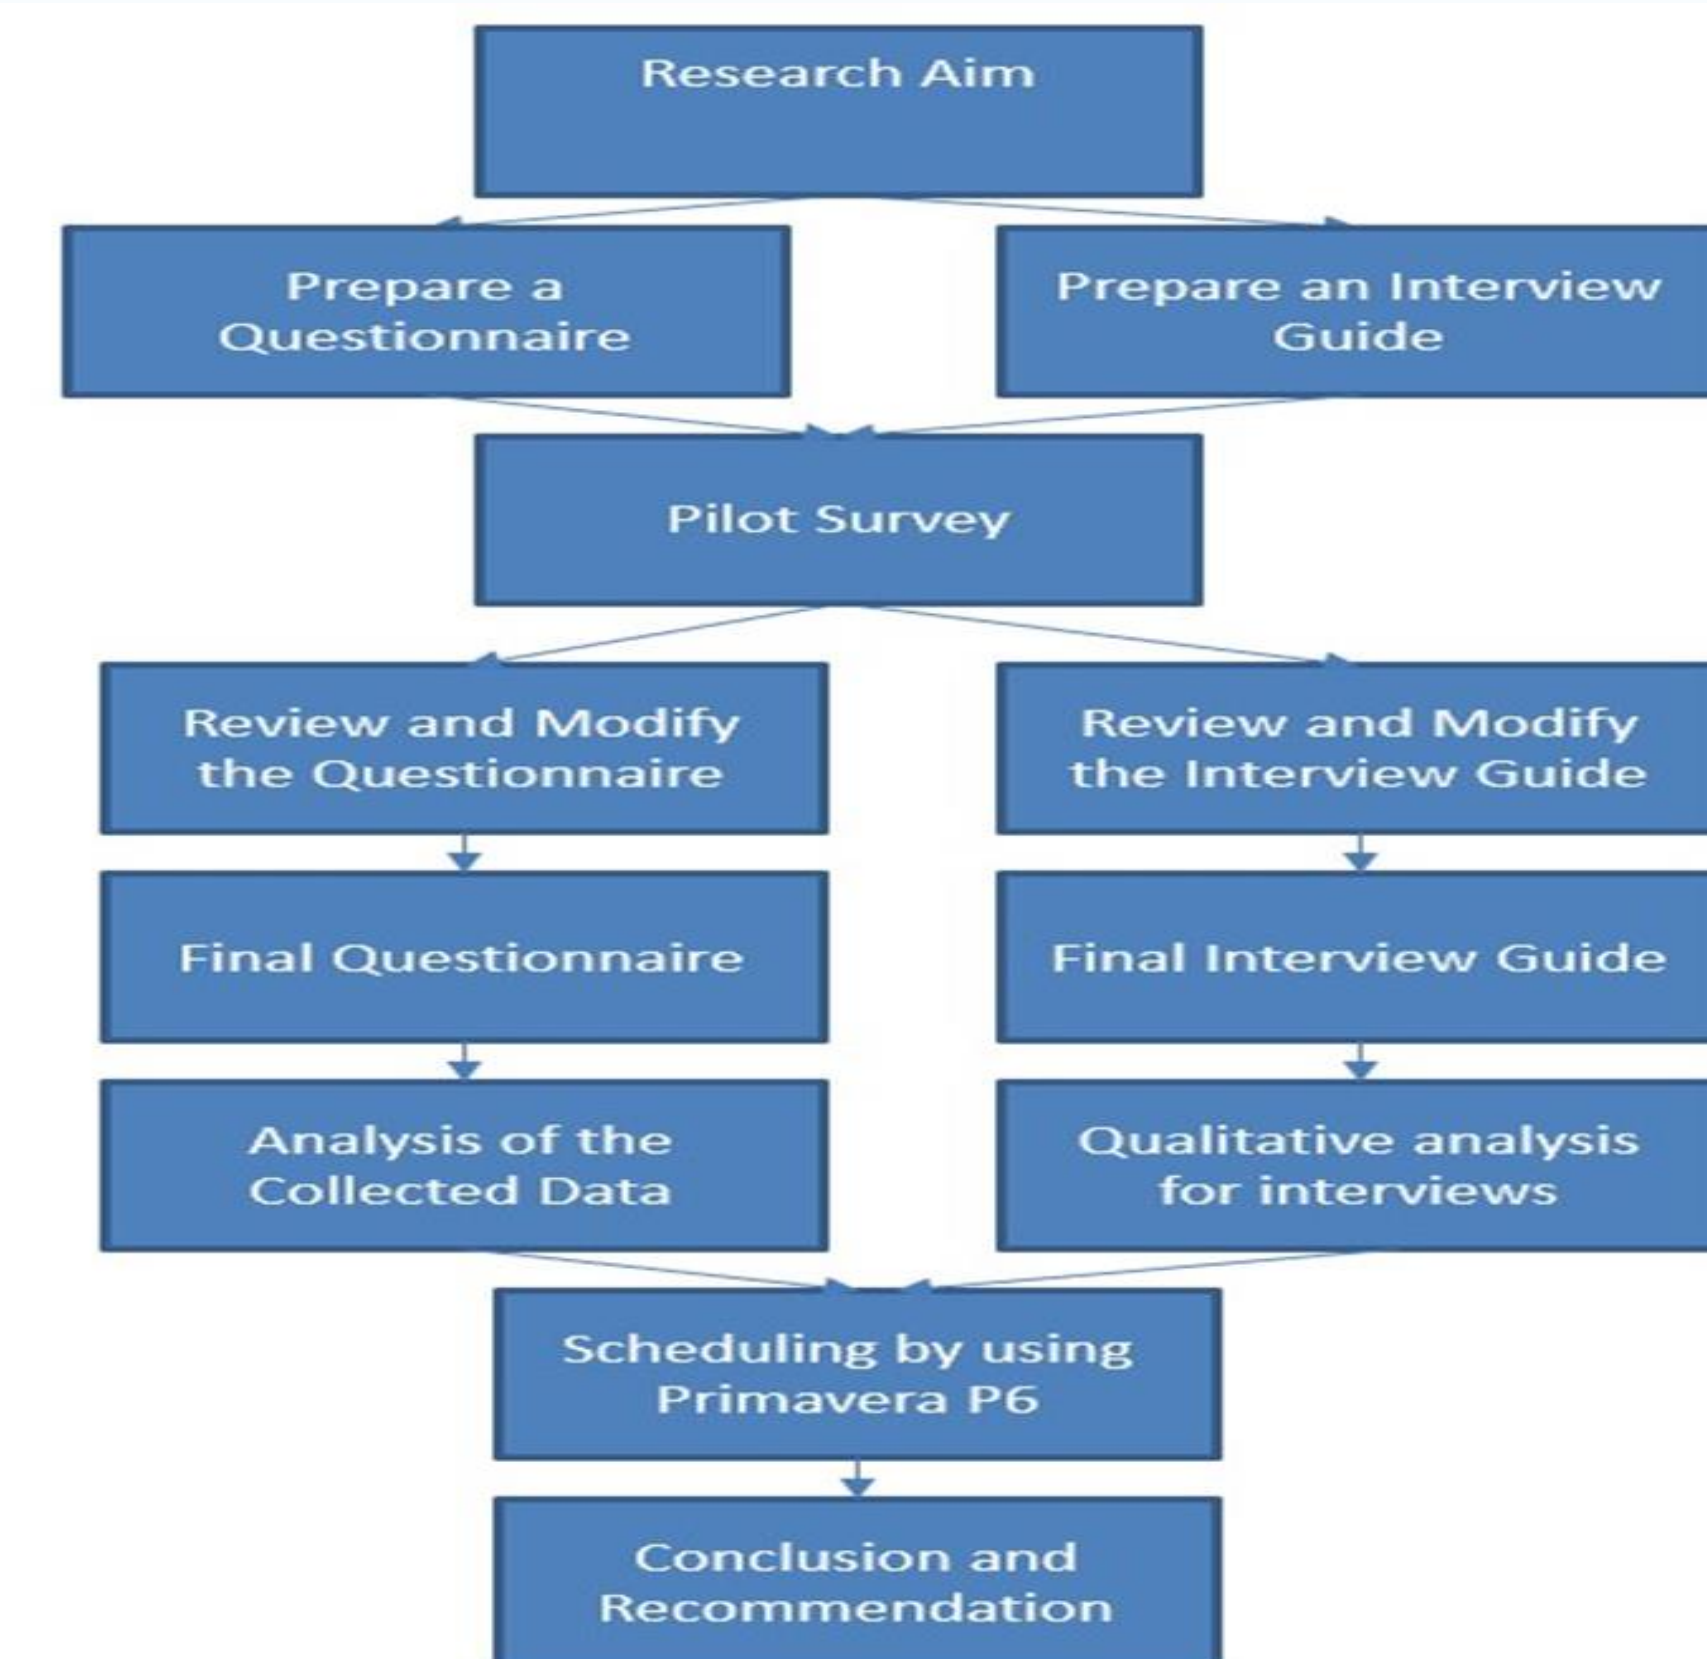 Research Aim
Prepare a
Questionnaire
Prepare an Interview
Guide
Pilot Survey
Review and Modify
the Questionnaire
Review and Modify
the Interview Guide
Final Questionnaire
Final Interview Guide
Analysis of the
Collected Data
Qualitative analysis
for interviews
Scheduling by using
Primavera P6
Conclusion and
Recommendation